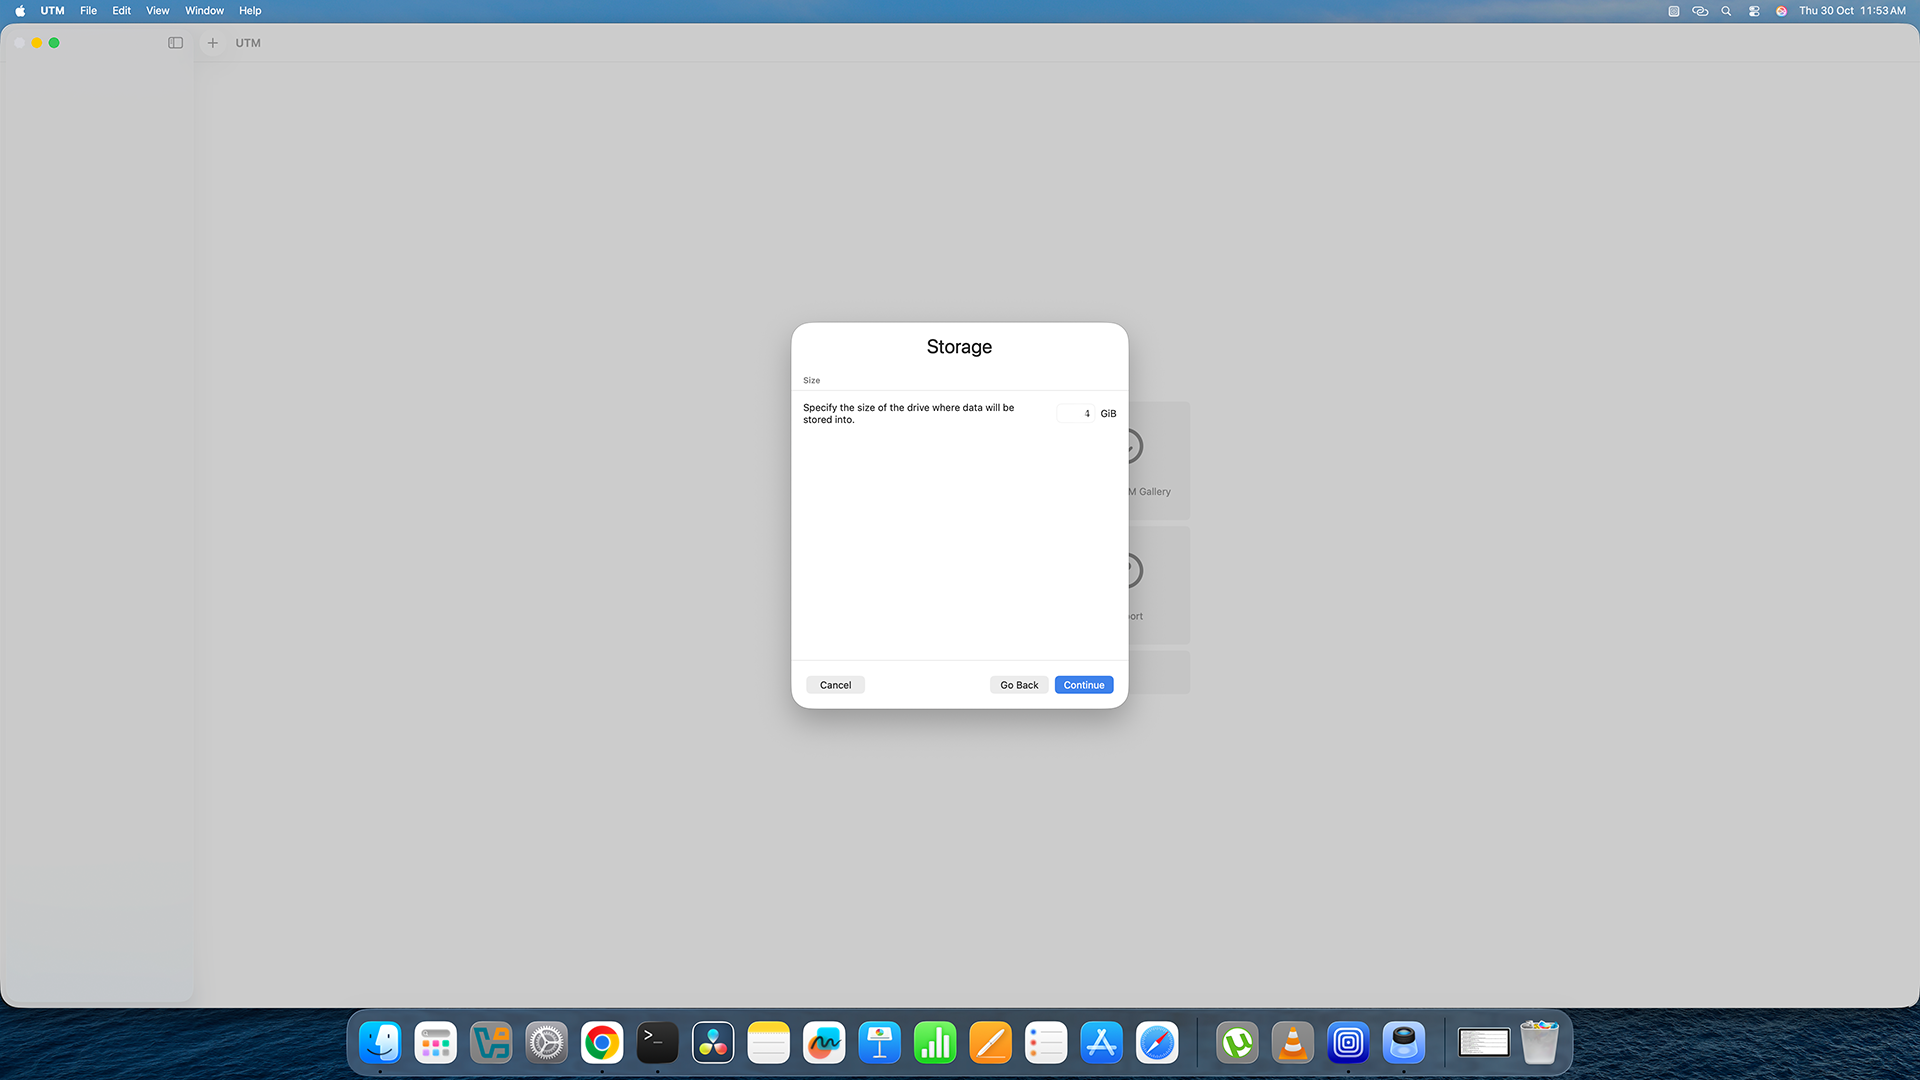 UTM File Edit View Window Help
Thu 30 Oct 11:53 AM
UTM
Storage
Size
Specify the size of the drive where data will be
stored into.
4 GiB
M Gallery
port
Cancel Go Back Continue